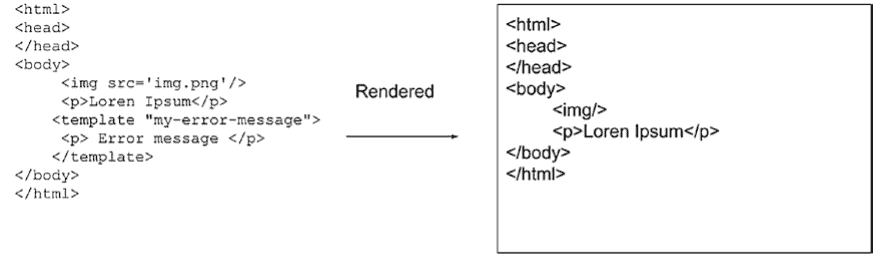 <html>
<head>
</head>
<body>
<img src='img.png'/>
<p>Loren Ipsum</p>
<template "my-error-message">
<p> Error message </p>
</template>
</body>
</html>
Rendered
<html>
<head>
</head>
<body>
<img/>
<p>Loren Ipsum</p>
</body>
</html>